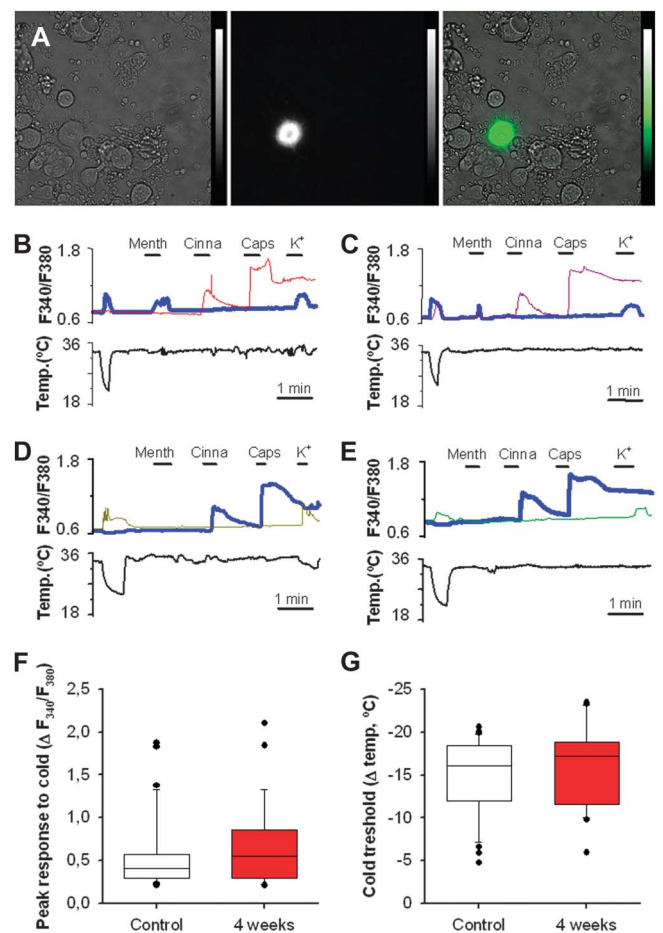 A
B
Menth Cinna Caps K+
1.8
F340/F380
0.6
36
Temp.(ºC)
18
1 min
C
Menth Cinna Caps K+
1.8
F340/F380
0.6
36
Temp.(ºC)
18
1 min
D
Menth Cinna Caps K+
1.8
F340/F380
0.6
36
Temp.(ºC)
18
1 min
E
Menth Cinna Caps K+
1.8
F340/F380
0.6
36
Temp.(ºC)
18
1 min
F
Peak response to cold (Δ F340/F380)
2,5
2,0
1,5
1,0
0,5
0,0
Control 4 weeks
G
Cold treshold (Δ temp, ºC)
-25
-20
-15
-10
-5
0
Control 4 weeks